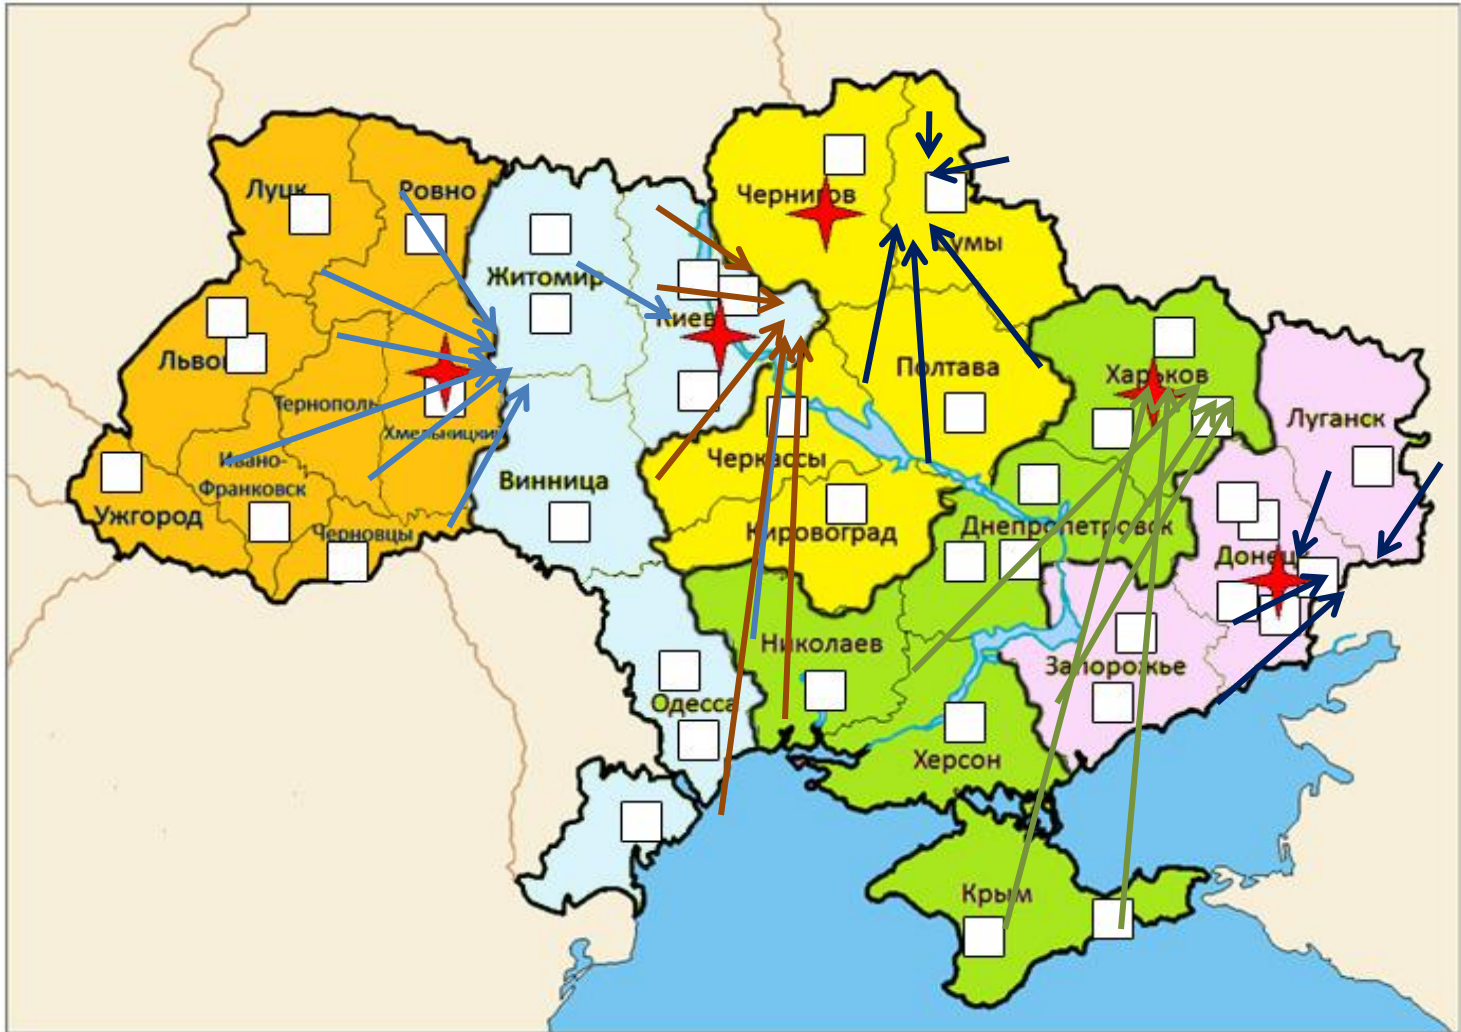 Луцк
Ровно
Чернигов
Сумы
Житомир
Киев
Львов
Тернополь
Хмельницкий
Полтава
Харьков
Луганск
Ивано-
Франковск
Ужгород
Черновцы
Винница
Черкассы
Кировоград
Днепропетровск
Донецк
Николаев
Запорожье
Одесса
Херсон
Крым